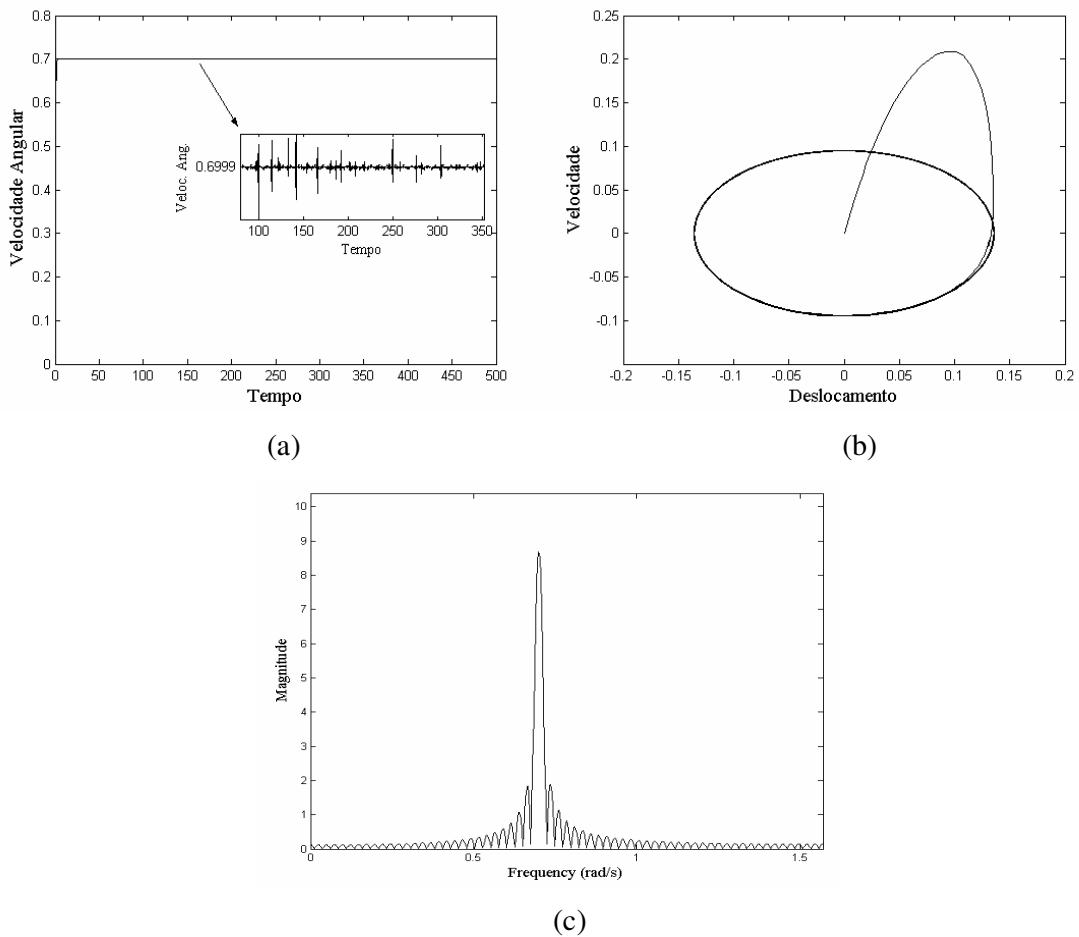 0.8
0.7
0.6
0.5
0.4
0.3
0.2
0.1
0
Velocidade Angular
0 50 100 150 200 250 300 350 400 450 500
Tempo
Veloc. Ang.
0.6999
100 150 200 250 300 350
Tempo
(a)
0.25
0.2
0.15
0.1
0.05
0
-0.05
-0.1
Velocidade
-0.2 -0.15 -0.1 -0.05 0 0.05 0.1 0.15 0.2
Deslocamento
(b)
10
9
8
7
6
5
4
3
2
1
0
Magnitude
0 0.5 1 1.5
Frequency (rad/s)
(c)